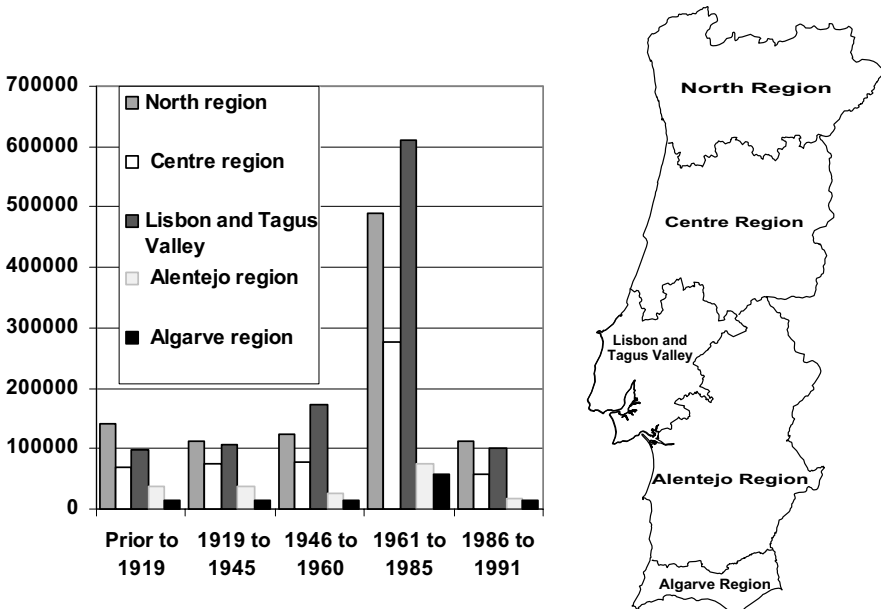 700000
600000
500000
400000
300000
200000
100000
0
North region
Centre region
Lisbon and Tagus
Valley
Alentejo region
Algarve region
Prior to
1919
1919 to
1945
1946 to
1960
1961 to
1985
1986 to
1991
North Region
Centre Region
Lisbon and
Tagus Valley
Alentejo Region
Algarve Region